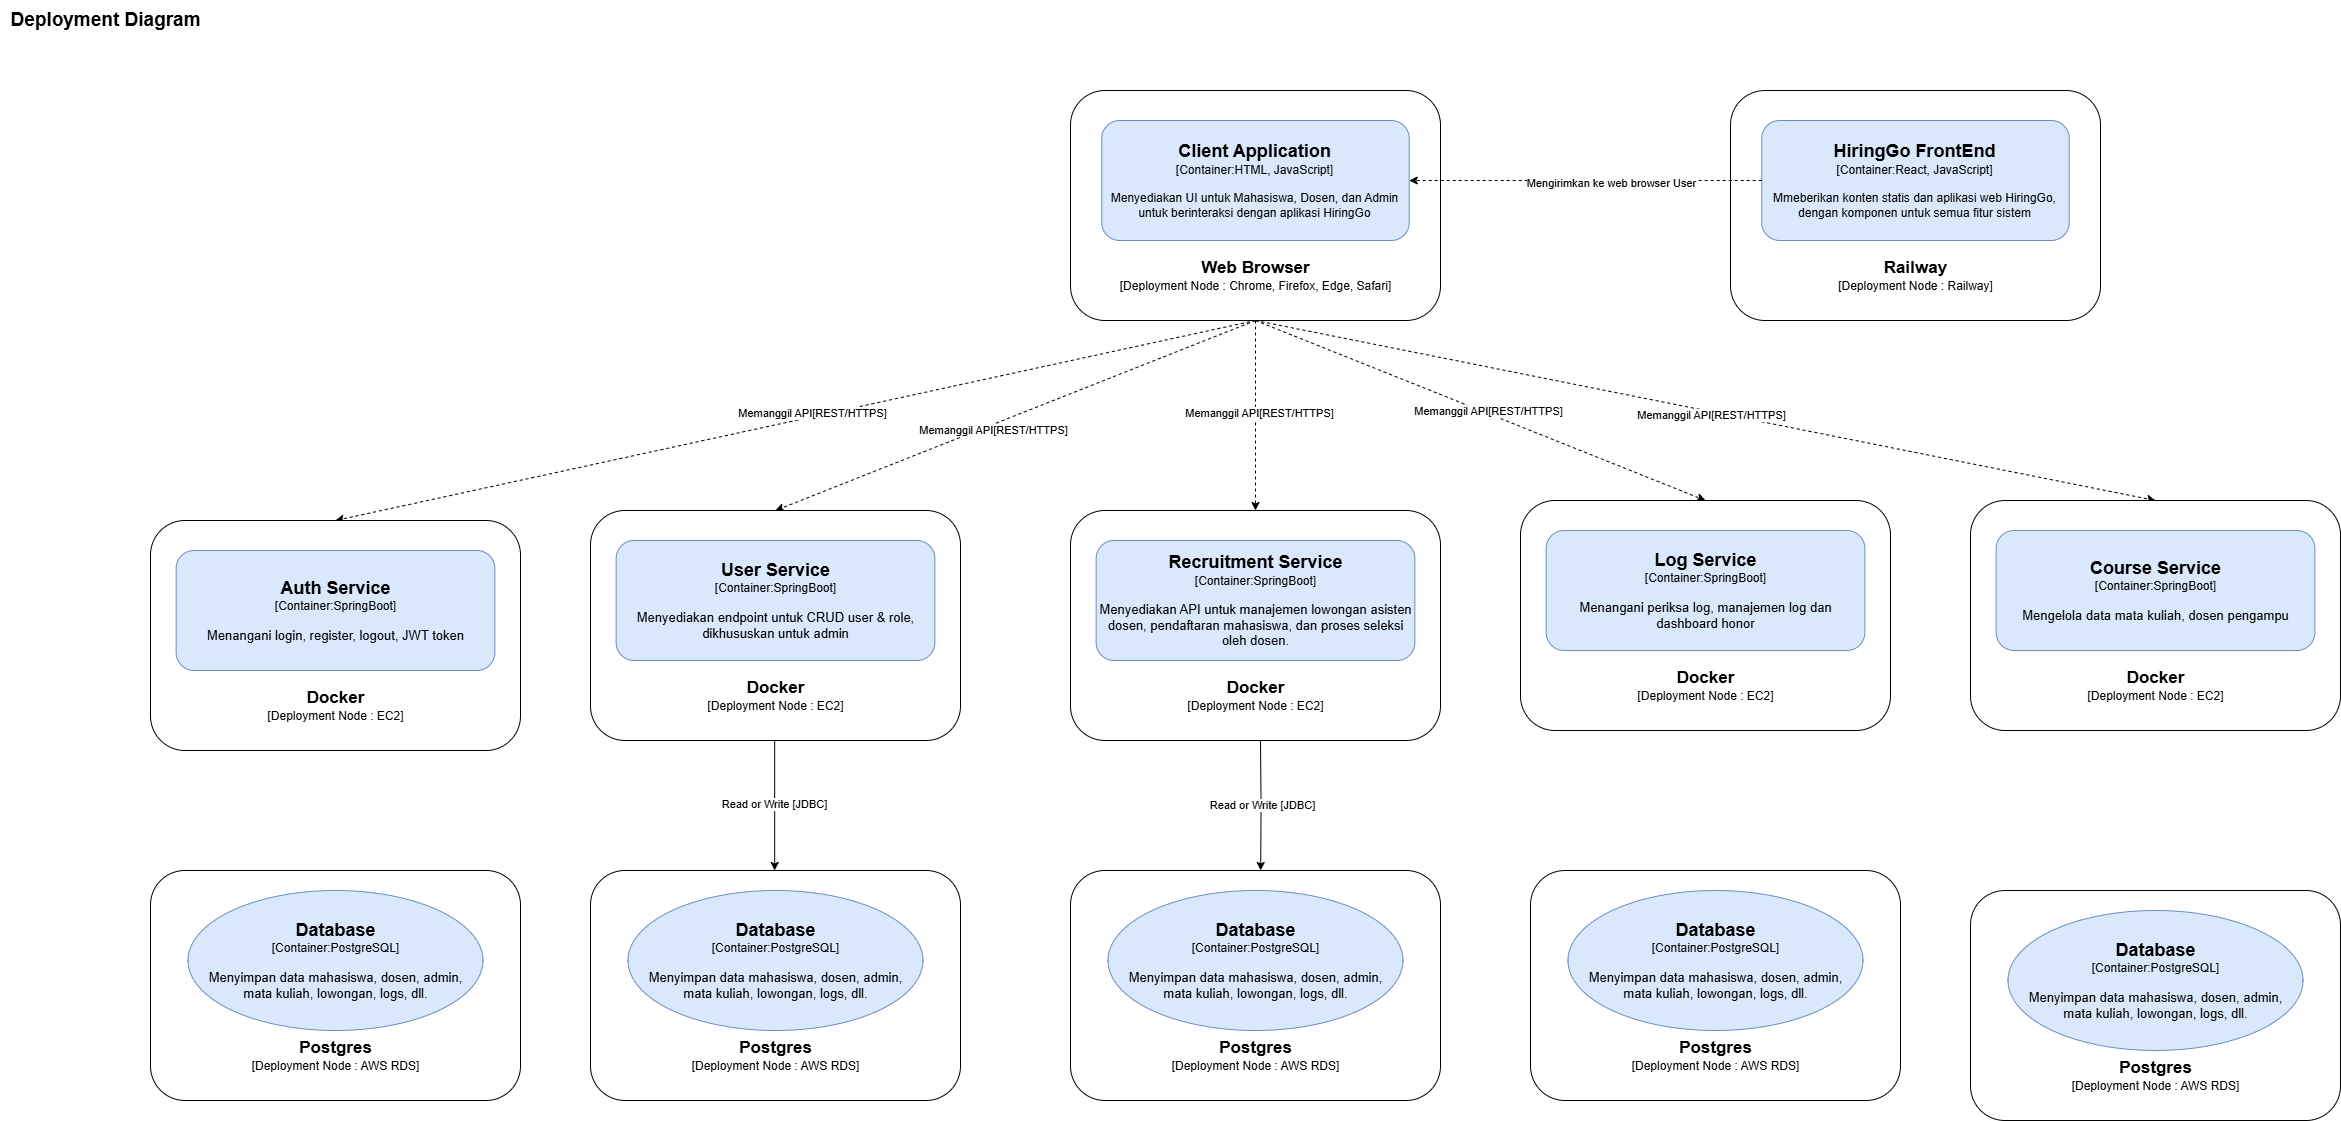 Deployment Diagram
Client Application
[Container:HTML, JavaScript]
Menyediakan UI untuk Mahasiswa, Dosen, dan Admin
untuk berinteraksi dengan aplikasi HiringGo
Web Browser
[Deployment Node : Chrome, Firefox, Edge, Safari]
Mengirimkan ke web browser User
HiringGo FrontEnd
[Container:React, JavaScript]
Mmeberikan konten statis dan aplikasi web HiringGo,
dengan komponen untuk semua fitur sistem
Railway
[Deployment Node : Railway]
Memanggil API[REST/HTTPS]
Memanggil API[REST/HTTPS]
Memanggil API[REST/HTTPS]
Memanggil API[REST/HTTPS]
Memanggil API[REST/HTTPS]
Auth Service
[Container:SpringBoot]
Menangani login, register, logout, JWT token
Docker
[Deployment Node : EC2]
User Service
[Container:SpringBoot]
Menyediakan endpoint untuk CRUD user & role,
dikhususkan untuk admin
Docker
[Deployment Node : EC2]
Recruitment Service
[Container:SpringBoot]
Menyediakan API untuk manajemen lowongan asisten
dosen, pendaftaran mahasiswa, dan proses seleksi
oleh dosen.
Docker
[Deployment Node : EC2]
Log Service
[Container:SpringBoot]
Menangani periksa log, manajemen log dan
dashboard honor
Docker
[Deployment Node : EC2]
Course Service
[Container:SpringBoot]
Mengelola data mata kuliah, dosen pengampu
Docker
[Deployment Node : EC2]
Read or Write [JDBC]
Read or Write [JDBC]
Database
[Container:PostgreSQL]
Menyimpan data mahasiswa, dosen, admin,
mata kuliah, lowongan, logs, dll.
Postgres
[Deployment Node : AWS RDS]
Database
[Container:PostgreSQL]
Menyimpan data mahasiswa, dosen, admin,
mata kuliah, lowongan, logs, dll.
Postgres
[Deployment Node : AWS RDS]
Database
[Container:PostgreSQL]
Menyimpan data mahasiswa, dosen, admin,
mata kuliah, lowongan, logs, dll.
Postgres
[Deployment Node : AWS RDS]
Database
[Container:PostgreSQL]
Menyimpan data mahasiswa, dosen, admin,
mata kuliah, lowongan, logs, dll.
Postgres
[Deployment Node : AWS RDS]
Database
[Container:PostgreSQL]
Menyimpan data mahasiswa, dosen, admin,
mata kuliah, lowongan, logs, dll.
Postgres
[Deployment Node : AWS RDS]